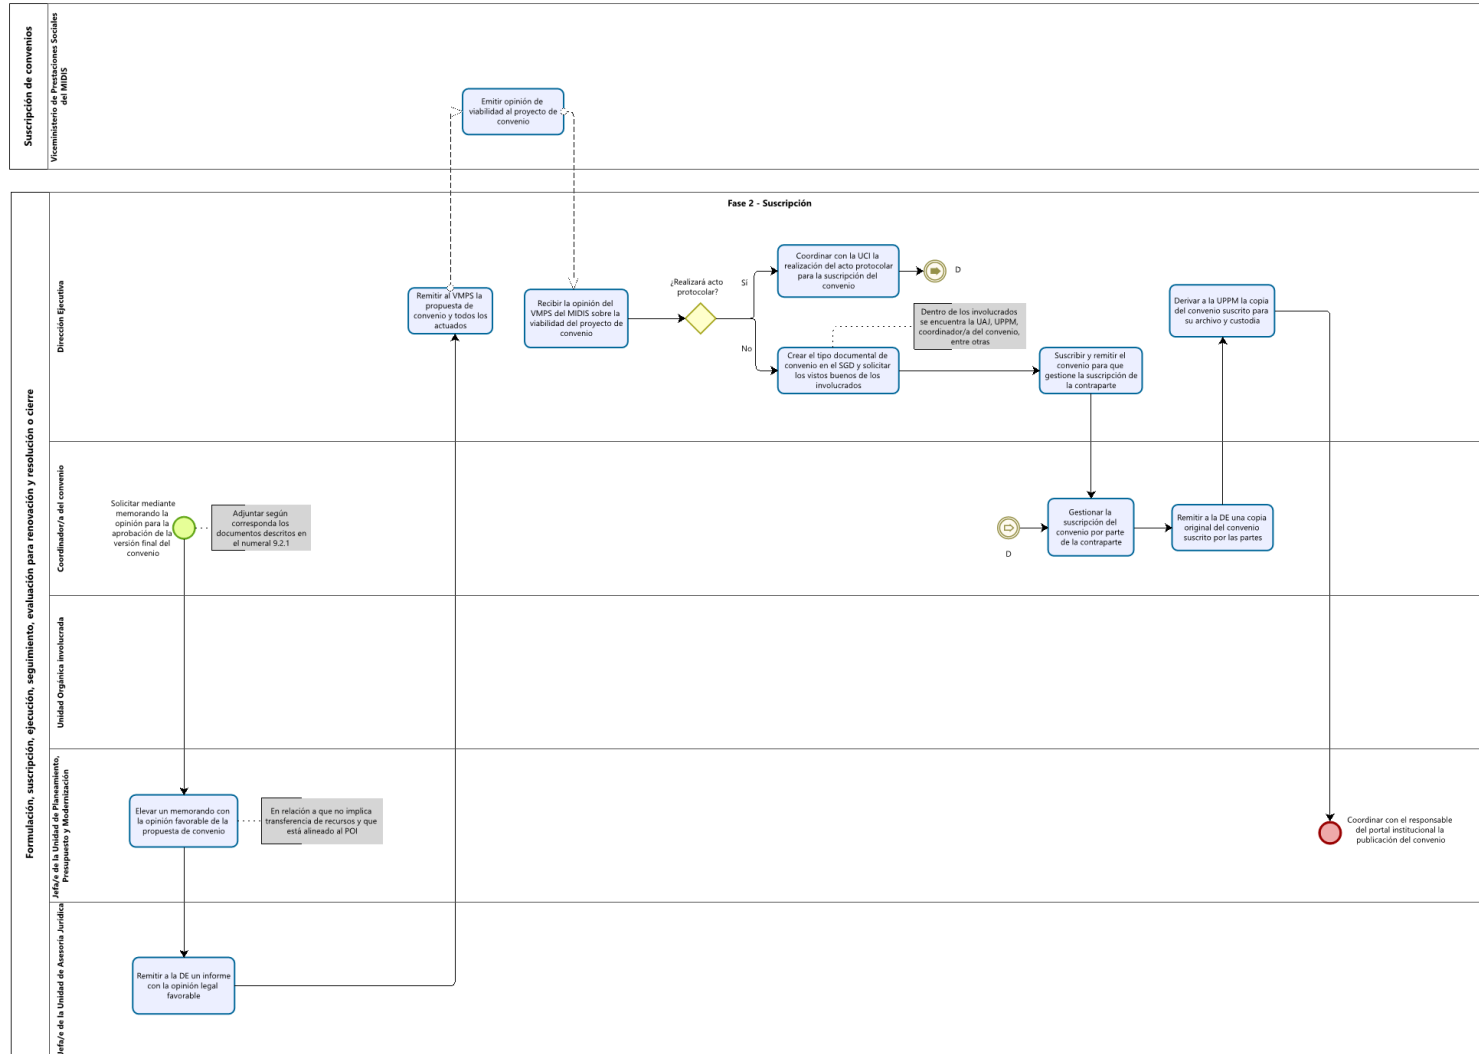 Suscripción de convenios
Viceministerio de Prestaciones Sociales
del MIDIS
Emitir opinión de
viabilidad al proyecto de
convenio
Formulación, suscripción, ejecución, seguimiento, evaluación para renovación y resolución o cierre
Fase 2 - Suscripción
Dirección Ejecutiva
Remitir al VMPS la
propuesta de
convenio y todos los
actuados
Recibir la opinión del
VMPS del MIDIS sobre la
viabilidad del proyecto de
convenio
¿Realizará acto
protocolar?
Sí
No
Coordinar con la UCI la
realización del acto protocolar
para la suscripción del
convenio
D
Dentro de los involucrados
se encuentra la UAJ, UPPM,
coordinador/a del convenio,
entre otras
Crear el tipo documental de
convenio en el SGD y solicitar
los vistos buenos de los
involucrados
Suscribir y remitir el
convenio para que
gestione la suscripción de
la contraparte
Derivar a la UPPM la copia
del convenio suscrito para
su archivo y custodia
Coordinador/a del convenio
Solicitar mediante
memorando la
opinión para la
aprobación de la
versión final del
convenio
Adjuntar según
corresponda los
documentos descritos en
el numeral 9.2.1
D
Gestionar la
suscripción del
convenio por parte
de la contraparte
Remitir a la DE una copia
original del convenio
suscrito por las partes
Unidad Orgánica involucrada
Jefa/e de la Unidad de Planeamiento,
Presupuesto y Modernización
Elevar un memorando con
la opinión favorable de la
propuesta de convenio
En relación a que no implica
transferencia de recursos y que
está alineado al POI
Coordinar con el responsable
del portal institucional la
publicación del convenio
Jefa/e de la Unidad de Asesoría Jurídica
Remitir a la DE un informe
con la opinión legal
favorable